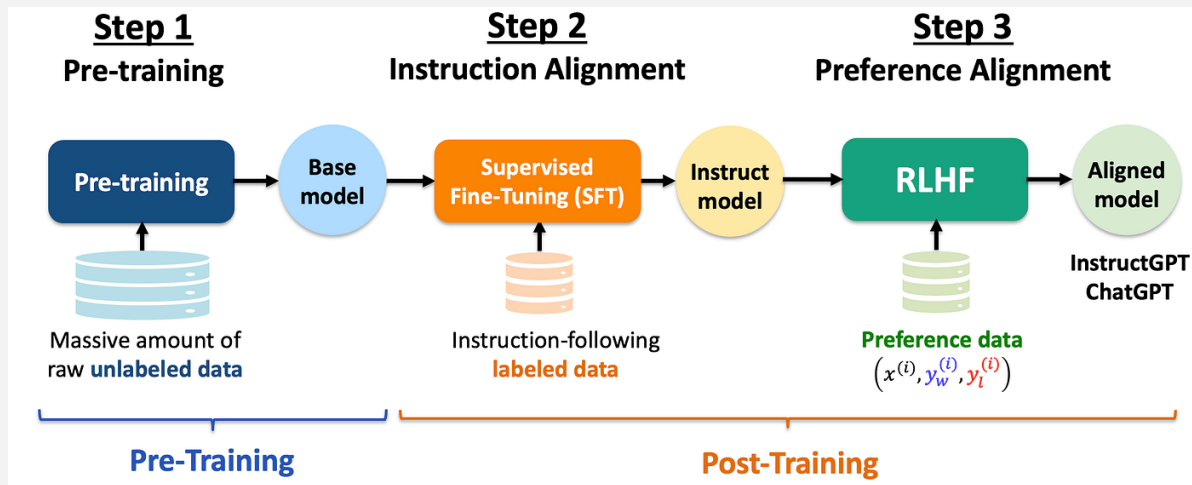 Step 1
Pre-training
Step 2
Instruction Alignment
Step 3
Preference Alignment
Pre-training
Base
model
Supervised
Fine-Tuning (SFT)
Instruct
model
RLHF
Aligned
model
InstructGPT
ChatGPT
Massive amount of
raw unlabeled data
Instruction-following
labeled data
Preference data
(x^(i), y_w^(i), y_l^(i))
Pre-Training
Post-Training